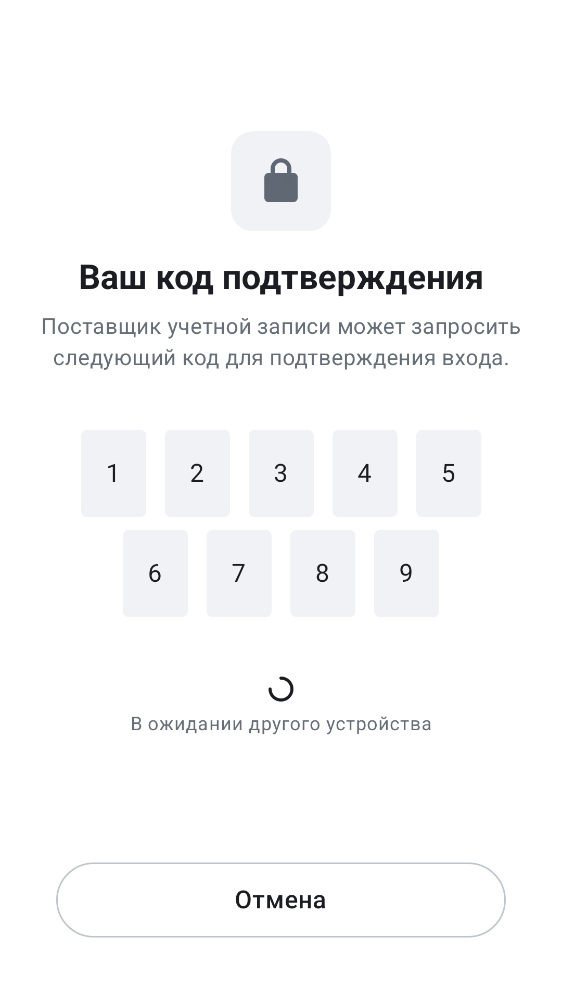 Ваш код подтверждения
Поставщик учетной записи может запросить
следующий код для подтверждения входа.
1 2 3 4 5
6 7 8 9
В ожидании другого устройства
Отмена